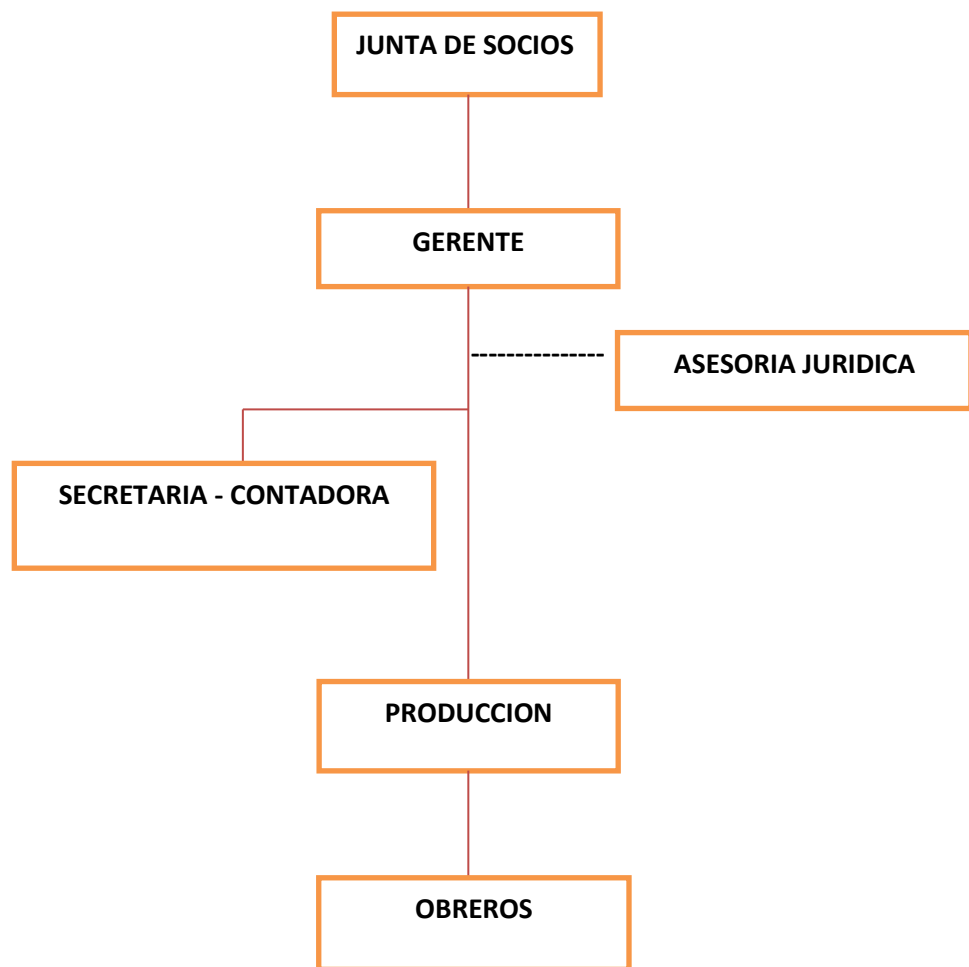 JUNTA DE SOCIOS
GERENTE
ASESORIA JURIDICA
SECRETARIA - CONTADORA
PRODUCCION
OBREROS